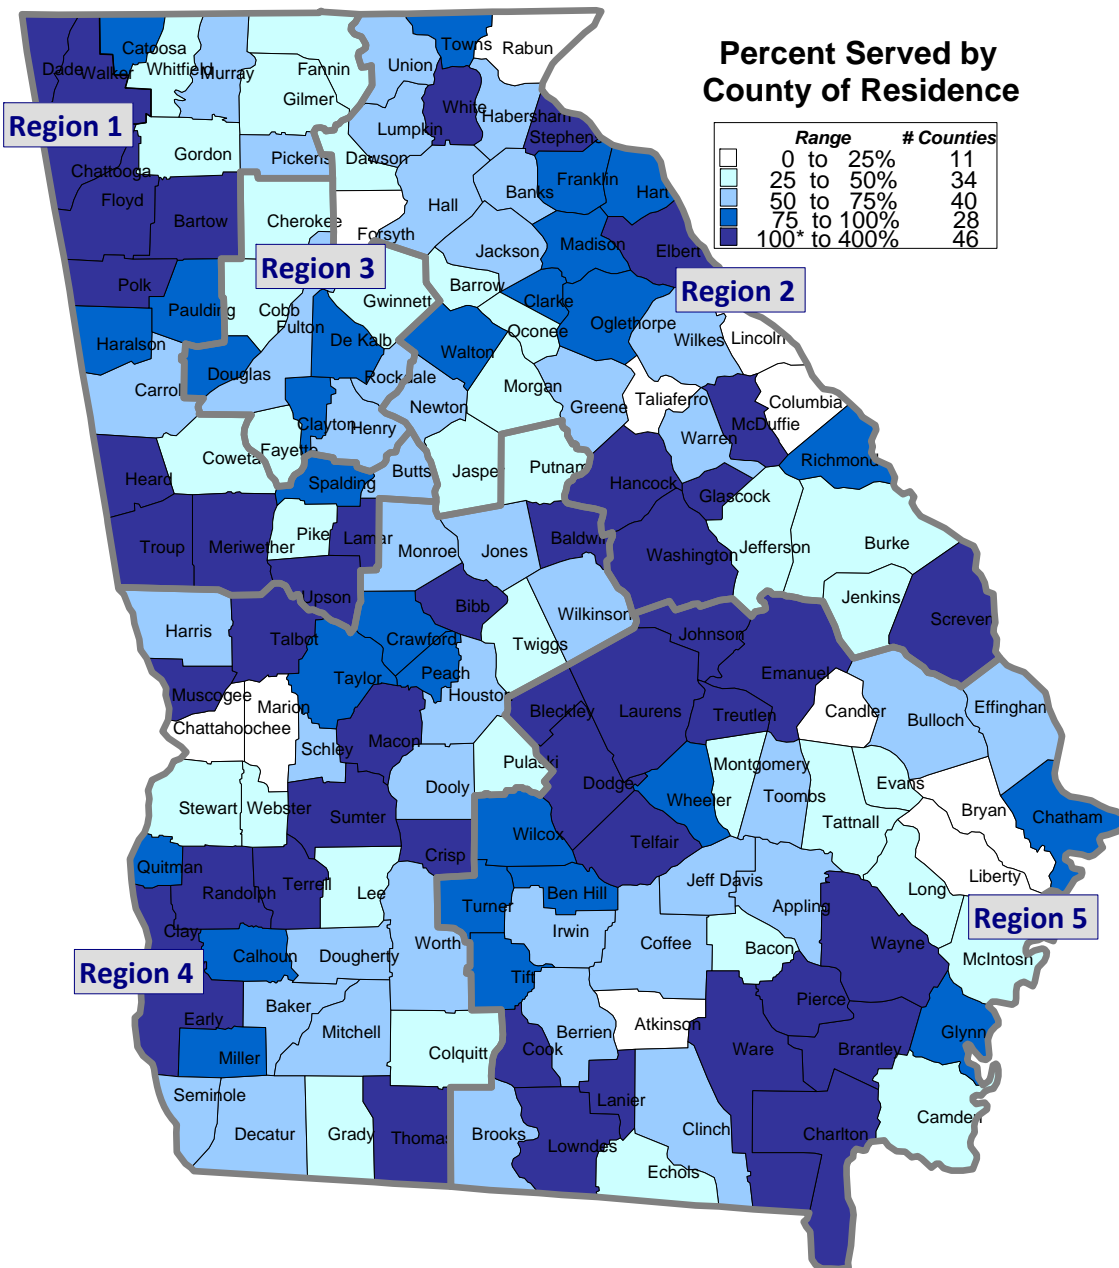 Percent Served by
County of Residence
Range # Counties
0 to 25% 11
25 to 50% 34
50 to 75% 40
75 to 100% 28
100* to 400% 46
Region 1
Region 2
Region 3
Region 4
Region 5
Dade
Walker
Catoosa
Whitfield
Murray
Fannin
Gilmer
Union
Towns
Rabun
White
Habersham
Stephens
Lumpkin
Chattooga
Gordon
Pickens
Dawson
Floyd
Bartow
Cherokee
Forsyth
Hall
Banks
Franklin
Hart
Jackson
Madison
Elbert
Polk
Paulding
Cobb
Fulton
Gwinnett
Barrow
Clarke
Oconee
Oglethorpe
Wilkes
Lincoln
Haralson
Douglas
De Kalb
Rockdale
Walton
Morgan
Greene
Taliaferro
Columbia
McDuffie
Warren
Richmond
Carrol
Clayton
Henry
Newton
Fayette
Coweta
Heard
Spalding
Butts
Jaspe
Putnam
Hancock
Glascock
Troup
Meriwether
Pike
Lamar
Monroe
Jones
Baldwin
Washington
Jefferson
Burke
Jenkins
Screven
Upson
Bibb
Wilkinson
Twiggs
Harris
Talbot
Crawford
Peach
Taylor
Houston
Johnson
Emanuel
Muscogee
Chattahoochee
Marion
Schley
Macon
Bleckley
Laurens
Treutlen
Candler
Bulloch
Effingham
Stewart
Webster
Sumter
Dooly
Pulaski
Dodge
Wheeler
Montgomery
Toombs
Tattnall
Evans
Bryan
Chatham
Quitman
Randolph
Terrell
Lee
Crisp
Wilcox
Telfair
Liberty
Long
Clay
Calhoun
Dougherty
Worth
Turner
Ben Hill
Irwin
Jeff Davis
Appling
Coffee
Bacon
Wayne
McIntosh
Early
Baker
Mitchell
Miller
Colquitt
Tift
Berrien
Cook
Atkinson
Pierce
Ware
Brantley
Glynn
Seminole
Decatur
Grady
Thomas
Brooks
Lowndes
Lanier
Echols
Clinch
Charlton
Camden